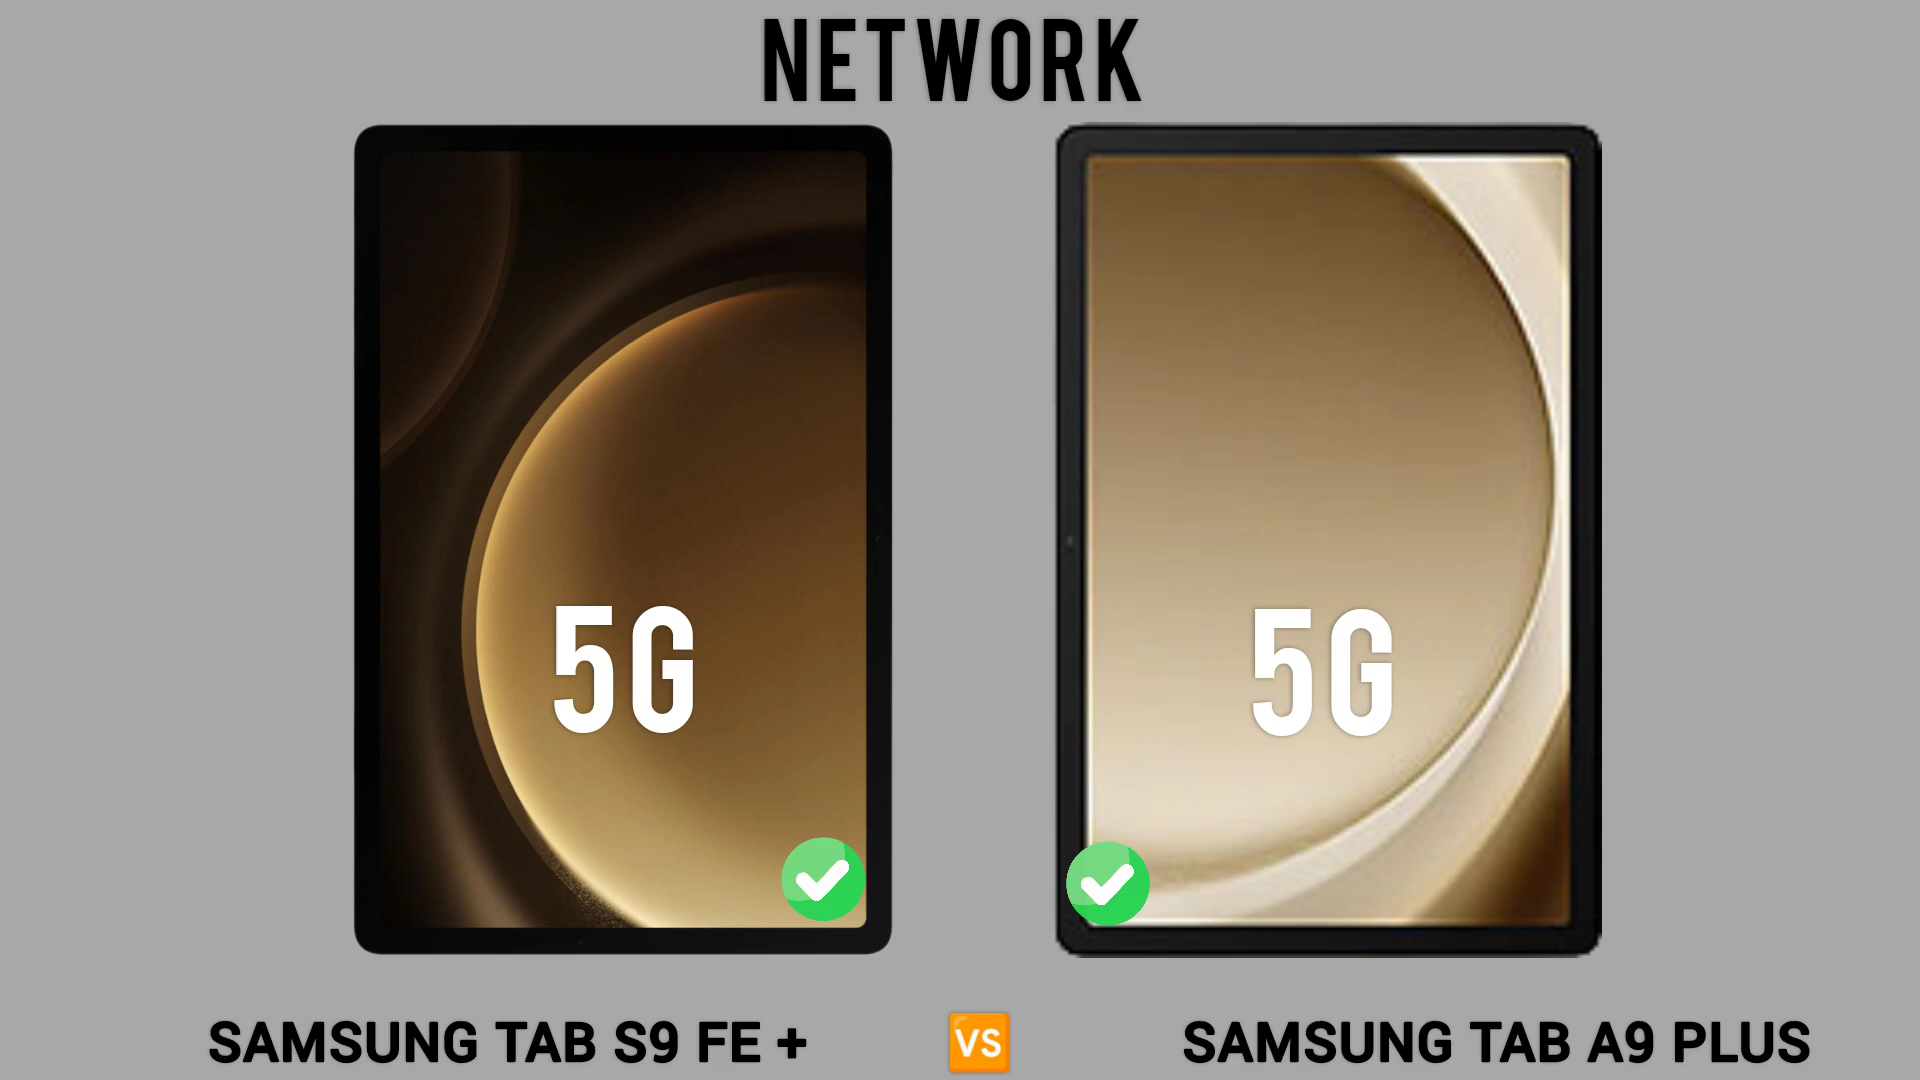 NETWORK
5G
5G
SAMSUNG TAB S9 FE +
VS
SAMSUNG TAB A9 PLUS